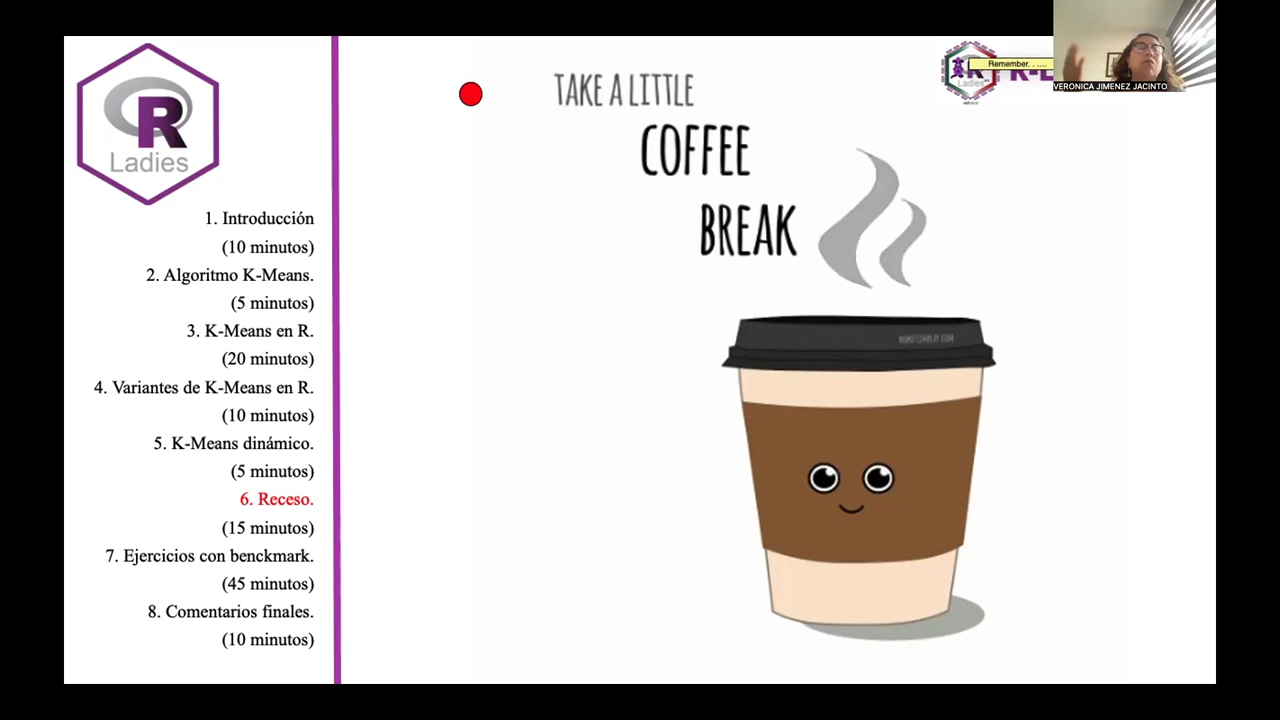 R
Ladies
1. Introducción
(10 minutos)
2. Algoritmo K-Means.
(5 minutos)
3. K-Means en R.
(20 minutos)
4. Variantes de K-Means en R.
(10 minutos)
5. K-Means dinámico.
(5 minutos)
6. Receso.
(15 minutos)
7. Ejercicios con benckmark.
(45 minutos)
8. Comentarios finales.
(10 minutos)
TAKE A LITTLE
COFFEE
BREAK
Remember. . ....
Ladies
VERONICA JIMENEZ JACINTO